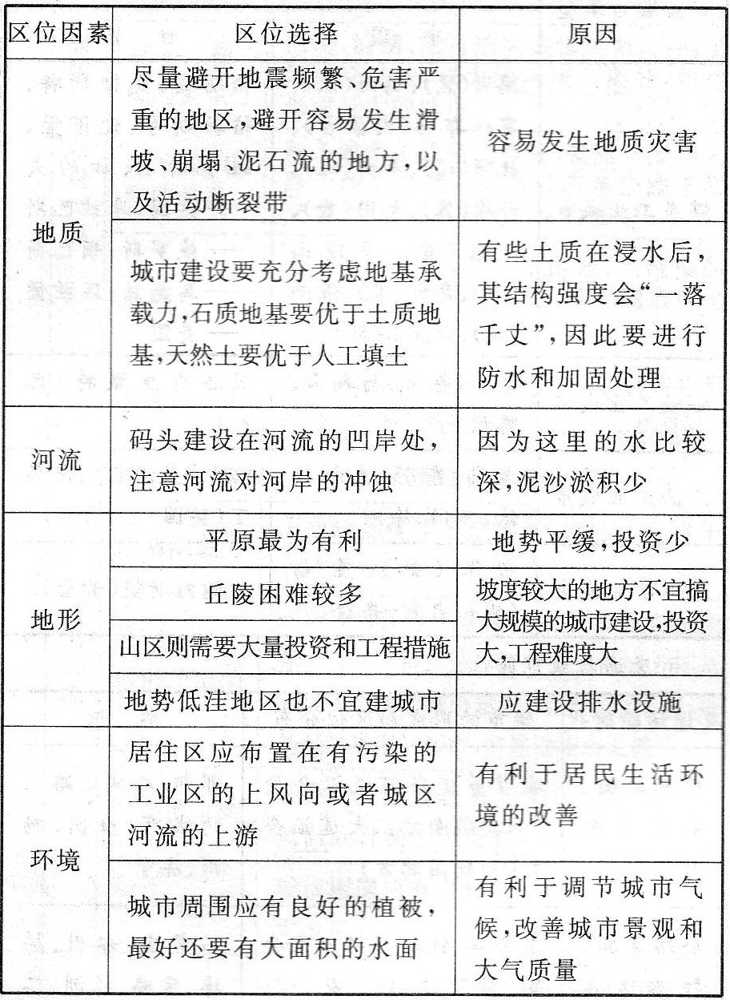 区位因素 区位选择 原因
地质
尽量避开地震频繁、危害严
重的地区,避开容易发生滑
坡、崩塌、泥石流的地方,以
及活动断裂带
容易发生地质灾害
城市建设要充分考虑地基承
载力,石质地基要优于土质地
基,天然土要优于人工填土
有些土质在浸水后,
其结构强度会“一落
千丈”,因此要进行
防水和加固处理
河流
码头建设在河流的凹岸处,
注意河流对河岸的冲蚀
因为这里的水比较
深,泥沙淤积少
地形
平原最为有利
地势平缓,投资少
丘陵困难较多
山区则需要大量投资和工程措施
坡度较大的地方不宜搞
大规模的城市建设,投资
大,工程难度大
地势低洼地区也不宜建城市
应建设排水设施
环境
居住区应布置在有污染的
工业区的上风向或者城区
河流的上游
有利于居民生活环
境的改善
城市周围应有良好的植被,
最好还要有大面积的水面
有利于调节城市气
候,改善城市景观和
大气质量